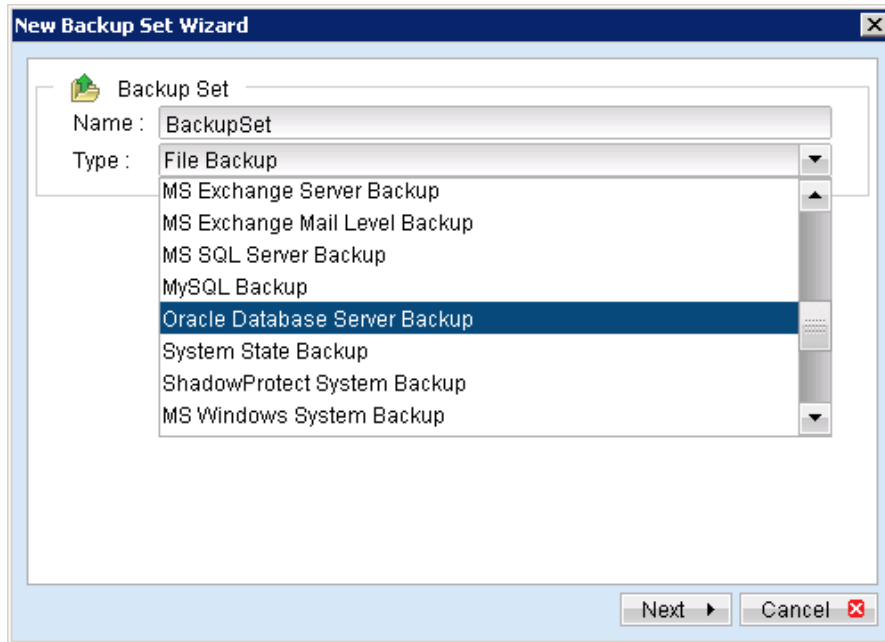 New Backup Set Wizard
Backup Set
Name : BackupSet
Type : File Backup
MS Exchange Server Backup
MS Exchange Mail Level Backup
MS SQL Server Backup
MySQL Backup
Oracle Database Server Backup
System State Backup
ShadowProtect System Backup
MS Windows System Backup
Next Cancel